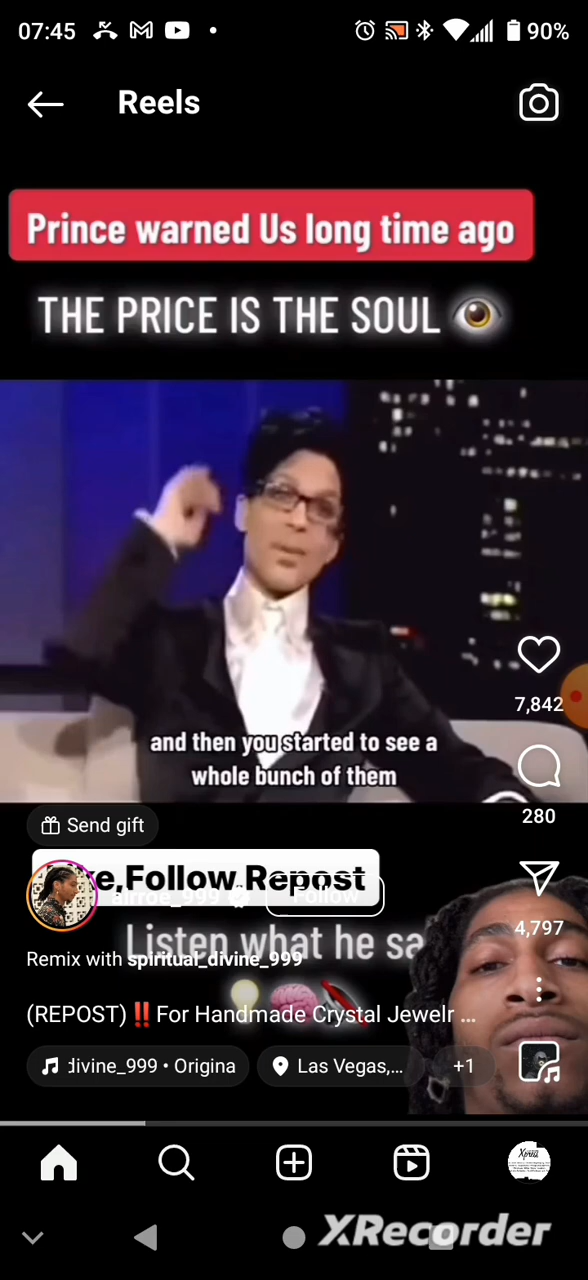 07:45
90%
Reels
Prince warned Us long time ago
THE PRICE IS THE SOUL
and then you started to see a
whole bunch of them
7,842
280
4,797
Send gift
e,Follow,Repost
Follow
Listen what he sa
Remix with spiritual_divine_999
(REPOST)‼️For Handmade Crystal Jewelr ...
divine_999 • Origina
Las Vegas,...
+1
XRecorder